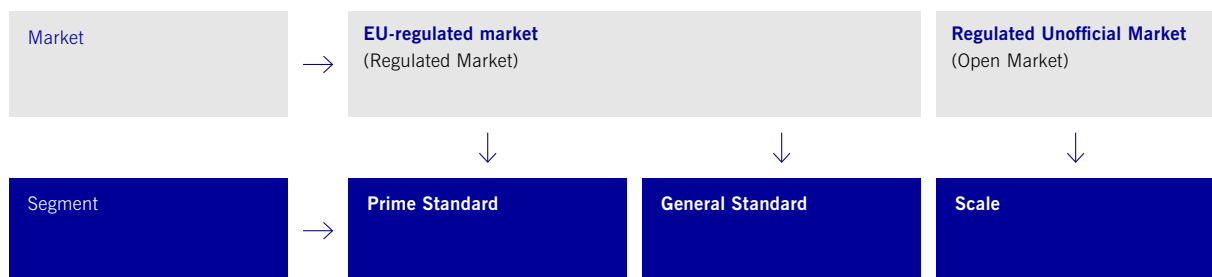 Market
EU-regulated market
(Regulated Market)
Regulated Unofficial Market
(Open Market)
Segment
Prime Standard
General Standard
Scale